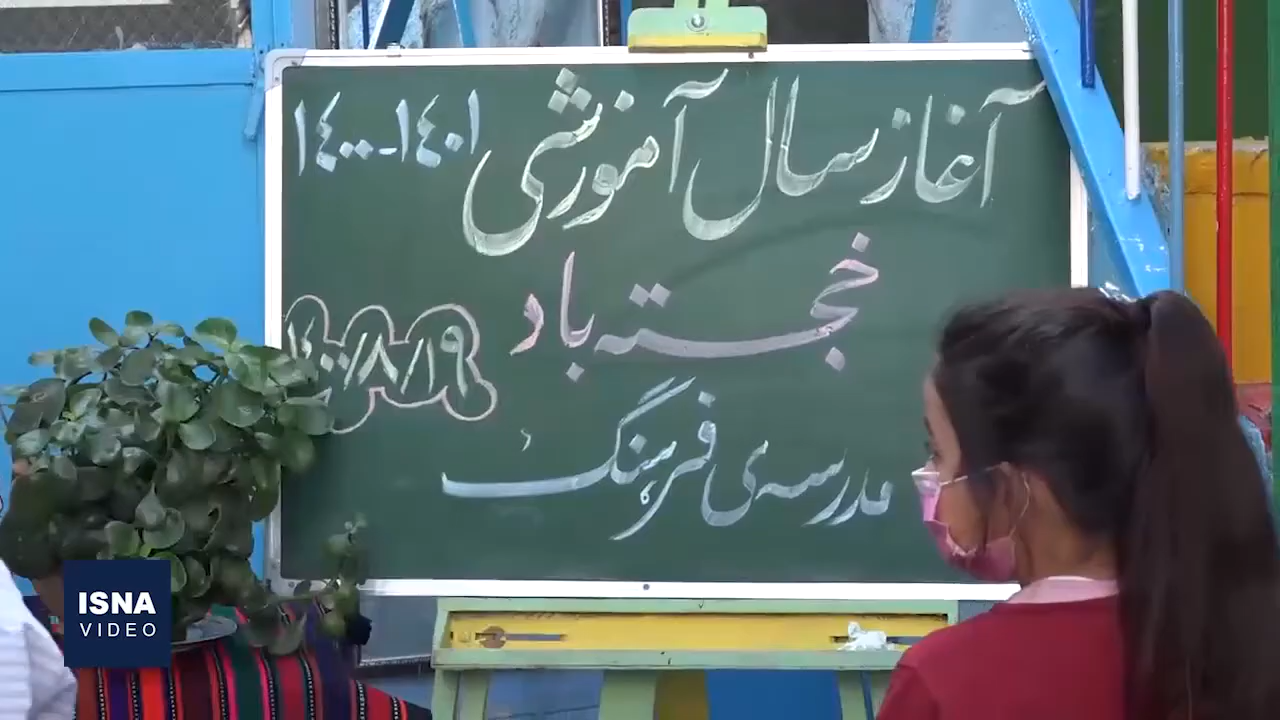 آغاز سال آموزشی ۱۴۰۰-۱۴۰۱
خجسته باد
۱۴۰۰/۸/۱۹
مدرسه‌ی فرهنگ
ISNA
VIDEO